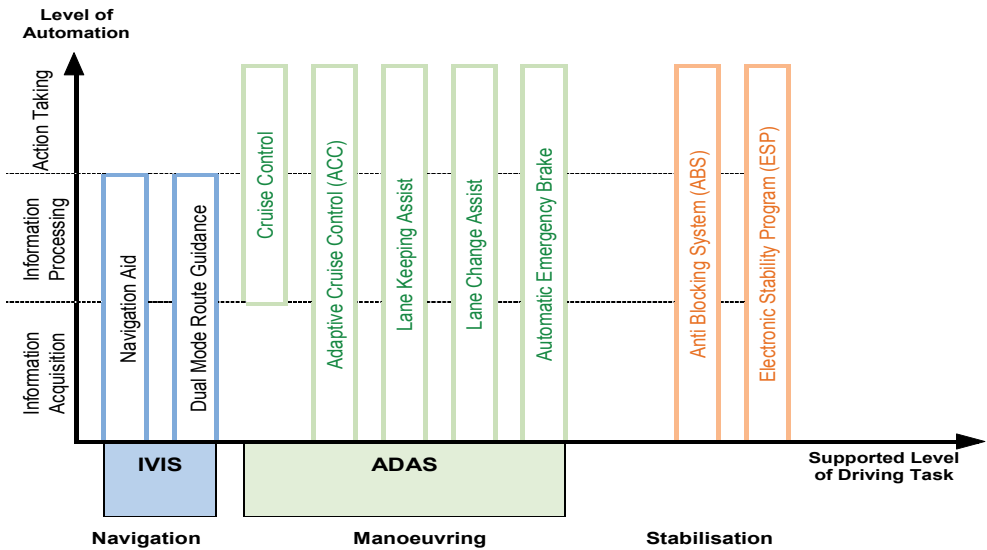 Level of
Automation
Action Taking
Information
Processing
Information
Acquisition
Navigation Aid
Dual Mode Route Guidance
Cruise Control
Adaptive Cruise Control (ACC)
Lane Keeping Assist
Lane Change Assist
Automatic Emergency Brake
Anti Blocking System (ABS)
Electronic Stability Program (ESP)
IVIS
ADAS
Supported Level
of Driving Task
Navigation
Manoeuvring
Stabilisation